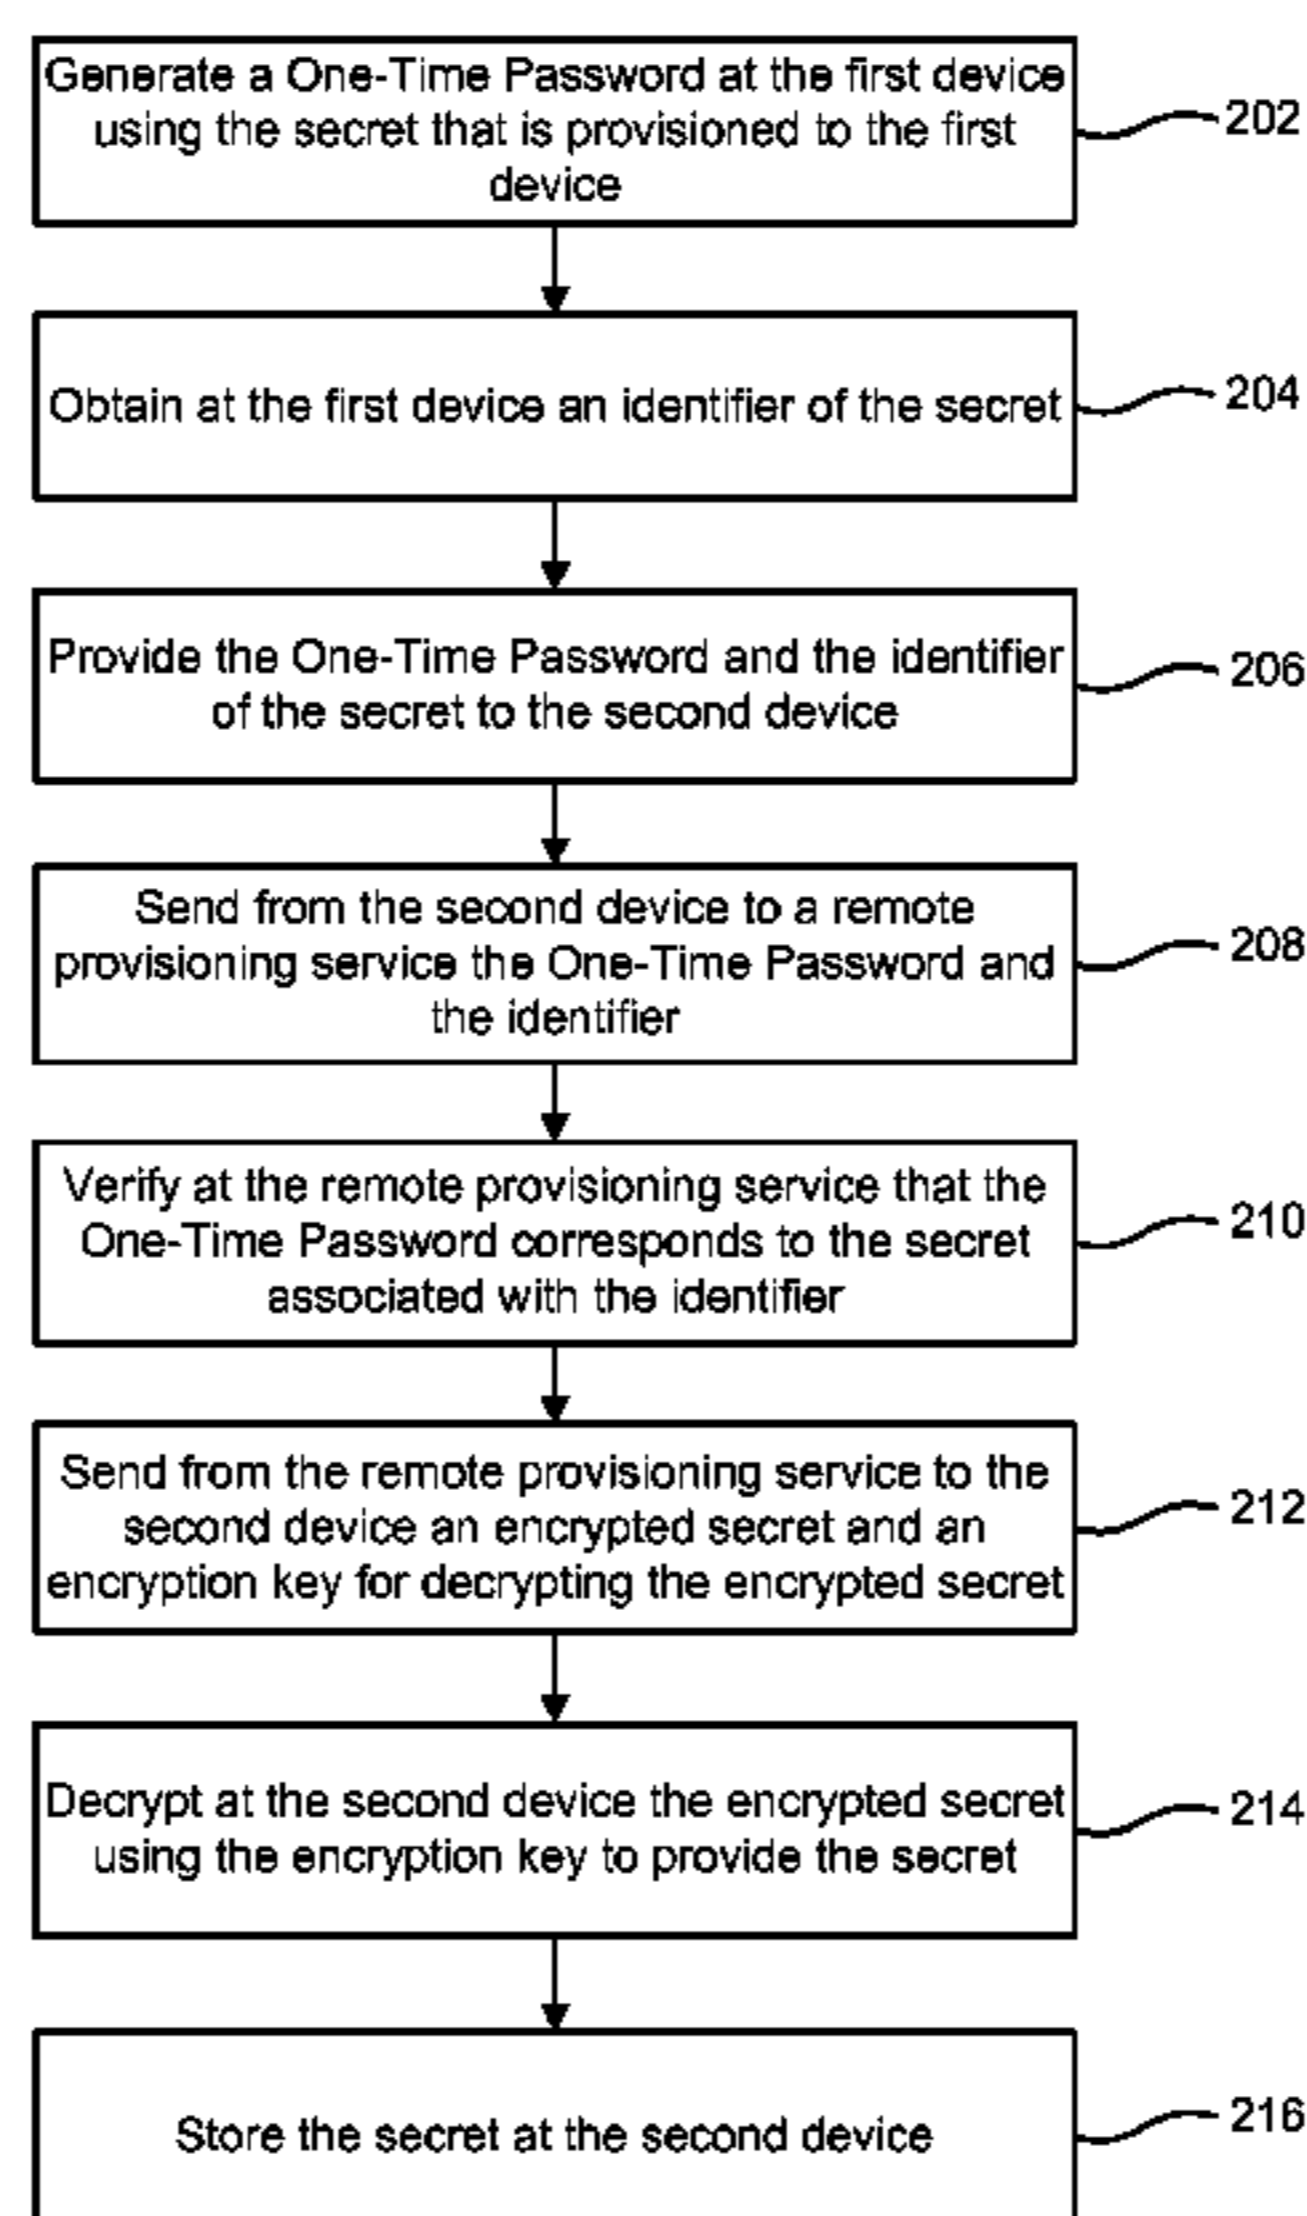 Generate a One-Time Password at the first device
using the secret that is provisioned to the first
device
202
Obtain at the first device an identifier of the secret
204
Provide the One-Time Password and the identifier
of the secret to the second device
206
Send from the second device to a remote
provisioning service the One-Time Password and
the identifier
208
Verify at the remote provisioning service that the
One-Time Password corresponds to the secret
associated with the identifier
210
Send from the remote provisioning service to the
second device an encrypted secret and an
encryption key for decrypting the encrypted secret
212
Decrypt at the second device the encrypted secret
using the encryption key to provide the secret
214
Store the secret at the second device
216